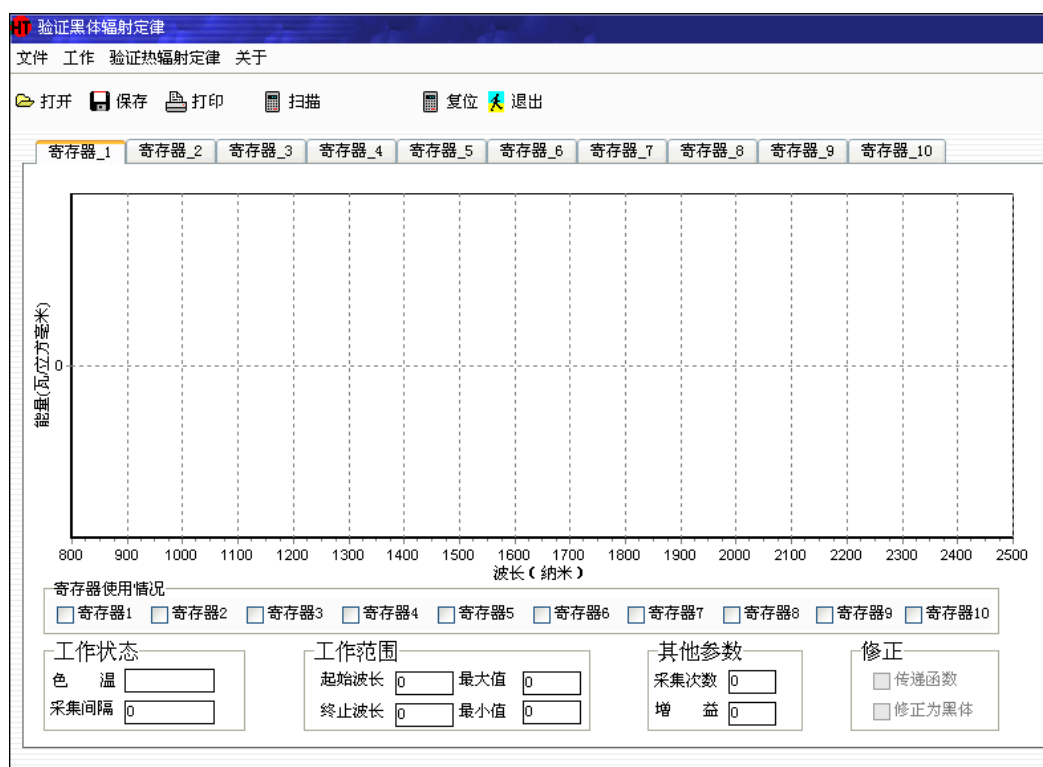 HT 验证黑体辐射定律
文件 工作 验证热辐射定律 关于
打开 保存 打印 扫描 复位 退出
寄存器_1 寄存器_2 寄存器_3 寄存器_4 寄存器_5 寄存器_6 寄存器_7 寄存器_8 寄存器_9 寄存器_10
能量(瓦/立方毫米)
0
800 900 1000 1100 1200 1300 1400 1500 1600 1700 1800 1900 2000 2100 2200 2300 2400 2500
波长(纳米)
寄存器使用情况
寄存器1 寄存器2 寄存器3 寄存器4 寄存器5 寄存器6 寄存器7 寄存器8 寄存器9 寄存器10
工作状态 工作范围 其他参数 修正
色 温 起始波长 0 最大值 0 采集次数 0 传递函数
采集间隔 0 终止波长 0 最小值 0 增 益 0 修正为黑体